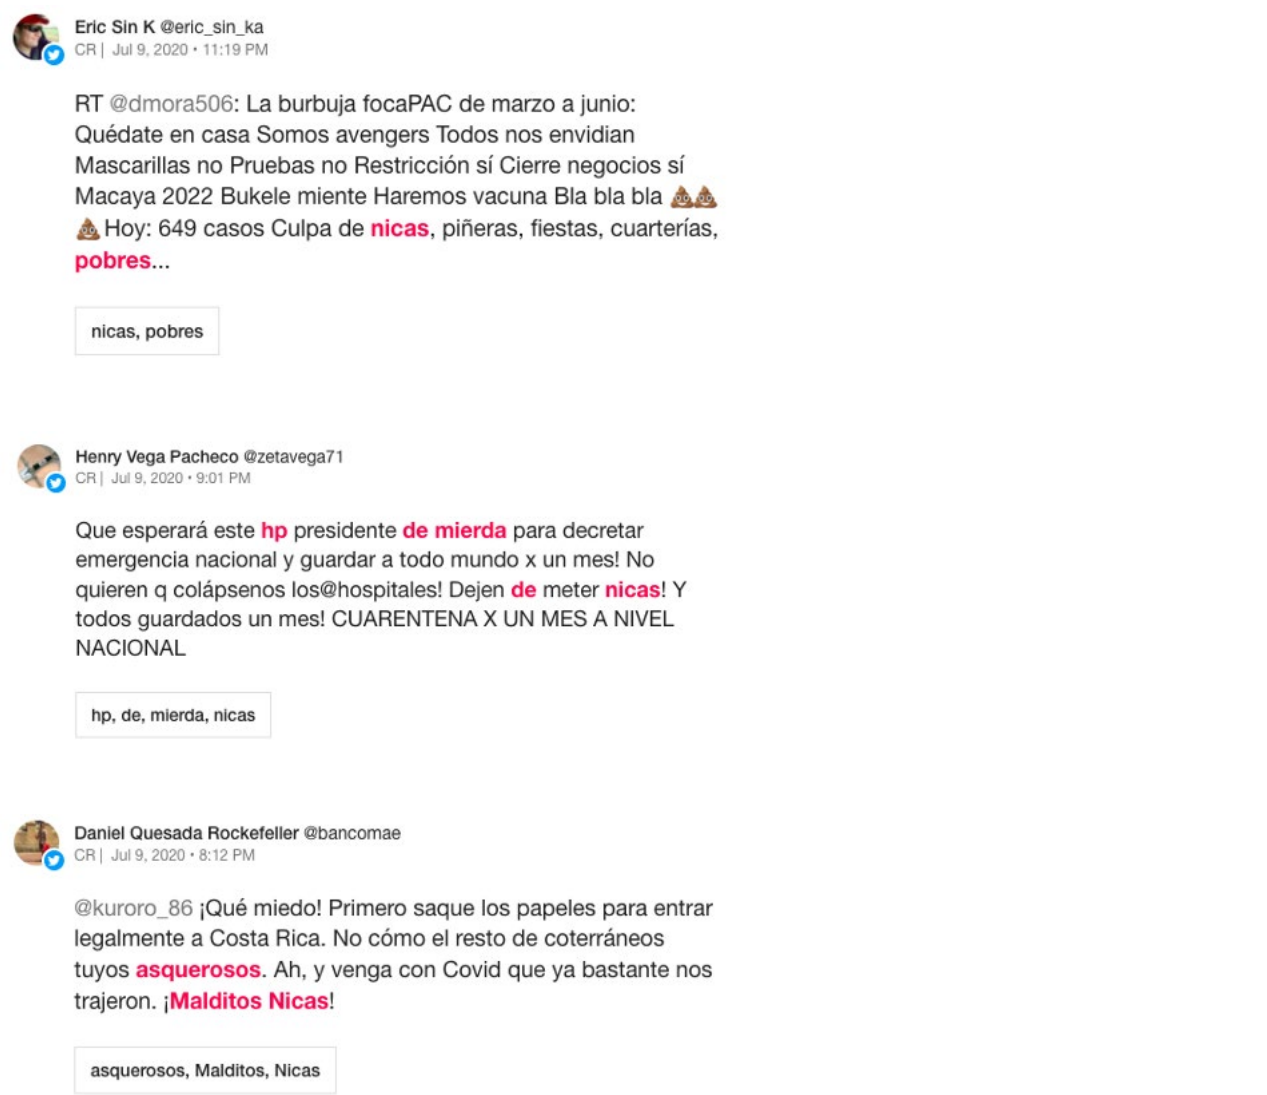 Eric Sin K @eric_sin_ka
CR | Jul 9, 2020 • 11:19 PM
RT @dmora506: La burbuja focaPAC de marzo a junio:
Quédate en casa Somos avengers Todos nos envidian
Mascarillas no Pruebas no Restricción sí Cierre negocios sí
Macaya 2022 Bukele miente Haremos vacuna Bla bla bla 💩💩
💩Hoy: 649 casos Culpa de nicas, piñeras, fiestas, cuarterías,
pobres...
nicas, pobres
Henry Vega Pacheco @zetavega71
CR | Jul 9, 2020 • 9:01 PM
Que esperará este hp presidente de mierda para decretar
emergencia nacional y guardar a todo mundo x un mes! No
quieren q colápsenos los@hospitales! Dejen de meter nicas! Y
todos guardados un mes! CUARENTENA X UN MES A NIVEL
NACIONAL
hp, de, mierda, nicas
Daniel Quesada Rockefeller @bancomae
CR | Jul 9, 2020 • 8:12 PM
@kuroro_86 ¡Qué miedo! Primero saque los papeles para entrar
legalmente a Costa Rica. No cómo el resto de coterráneos
tuyos asquerosos. Ah, y venga con Covid que ya bastante nos
trajeron. ¡Malditos Nicas!
asquerosos, Malditos, Nicas